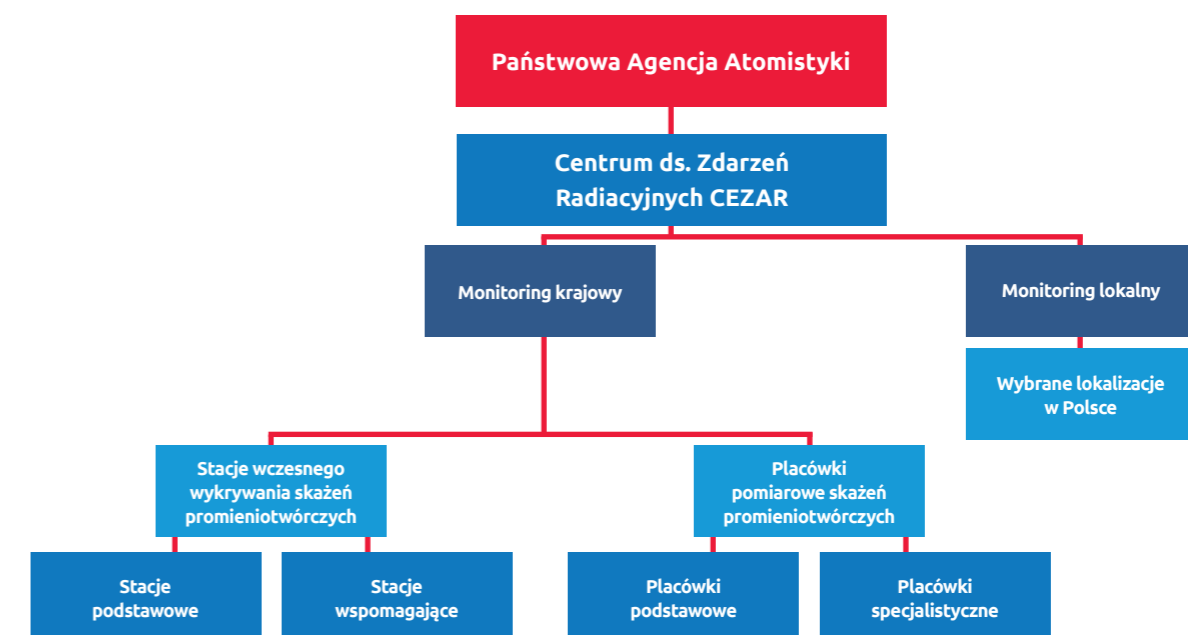 Państwowa Agencja Atomistyki
Centrum ds. Zdarzeń
Radiacyjnych CEZAR
Monitoring krajowy
Monitoring lokalny
Wybrane lokalizacje
w Polsce
Stacje wczesnego
wykrywania skażeń
promieniotwórczych
Placówki
pomiarowe skażeń
promieniotwórczych
Stacje
podstawowe
Stacje
wspomagające
Placówki
podstawowe
Placówki
specjalistyczne